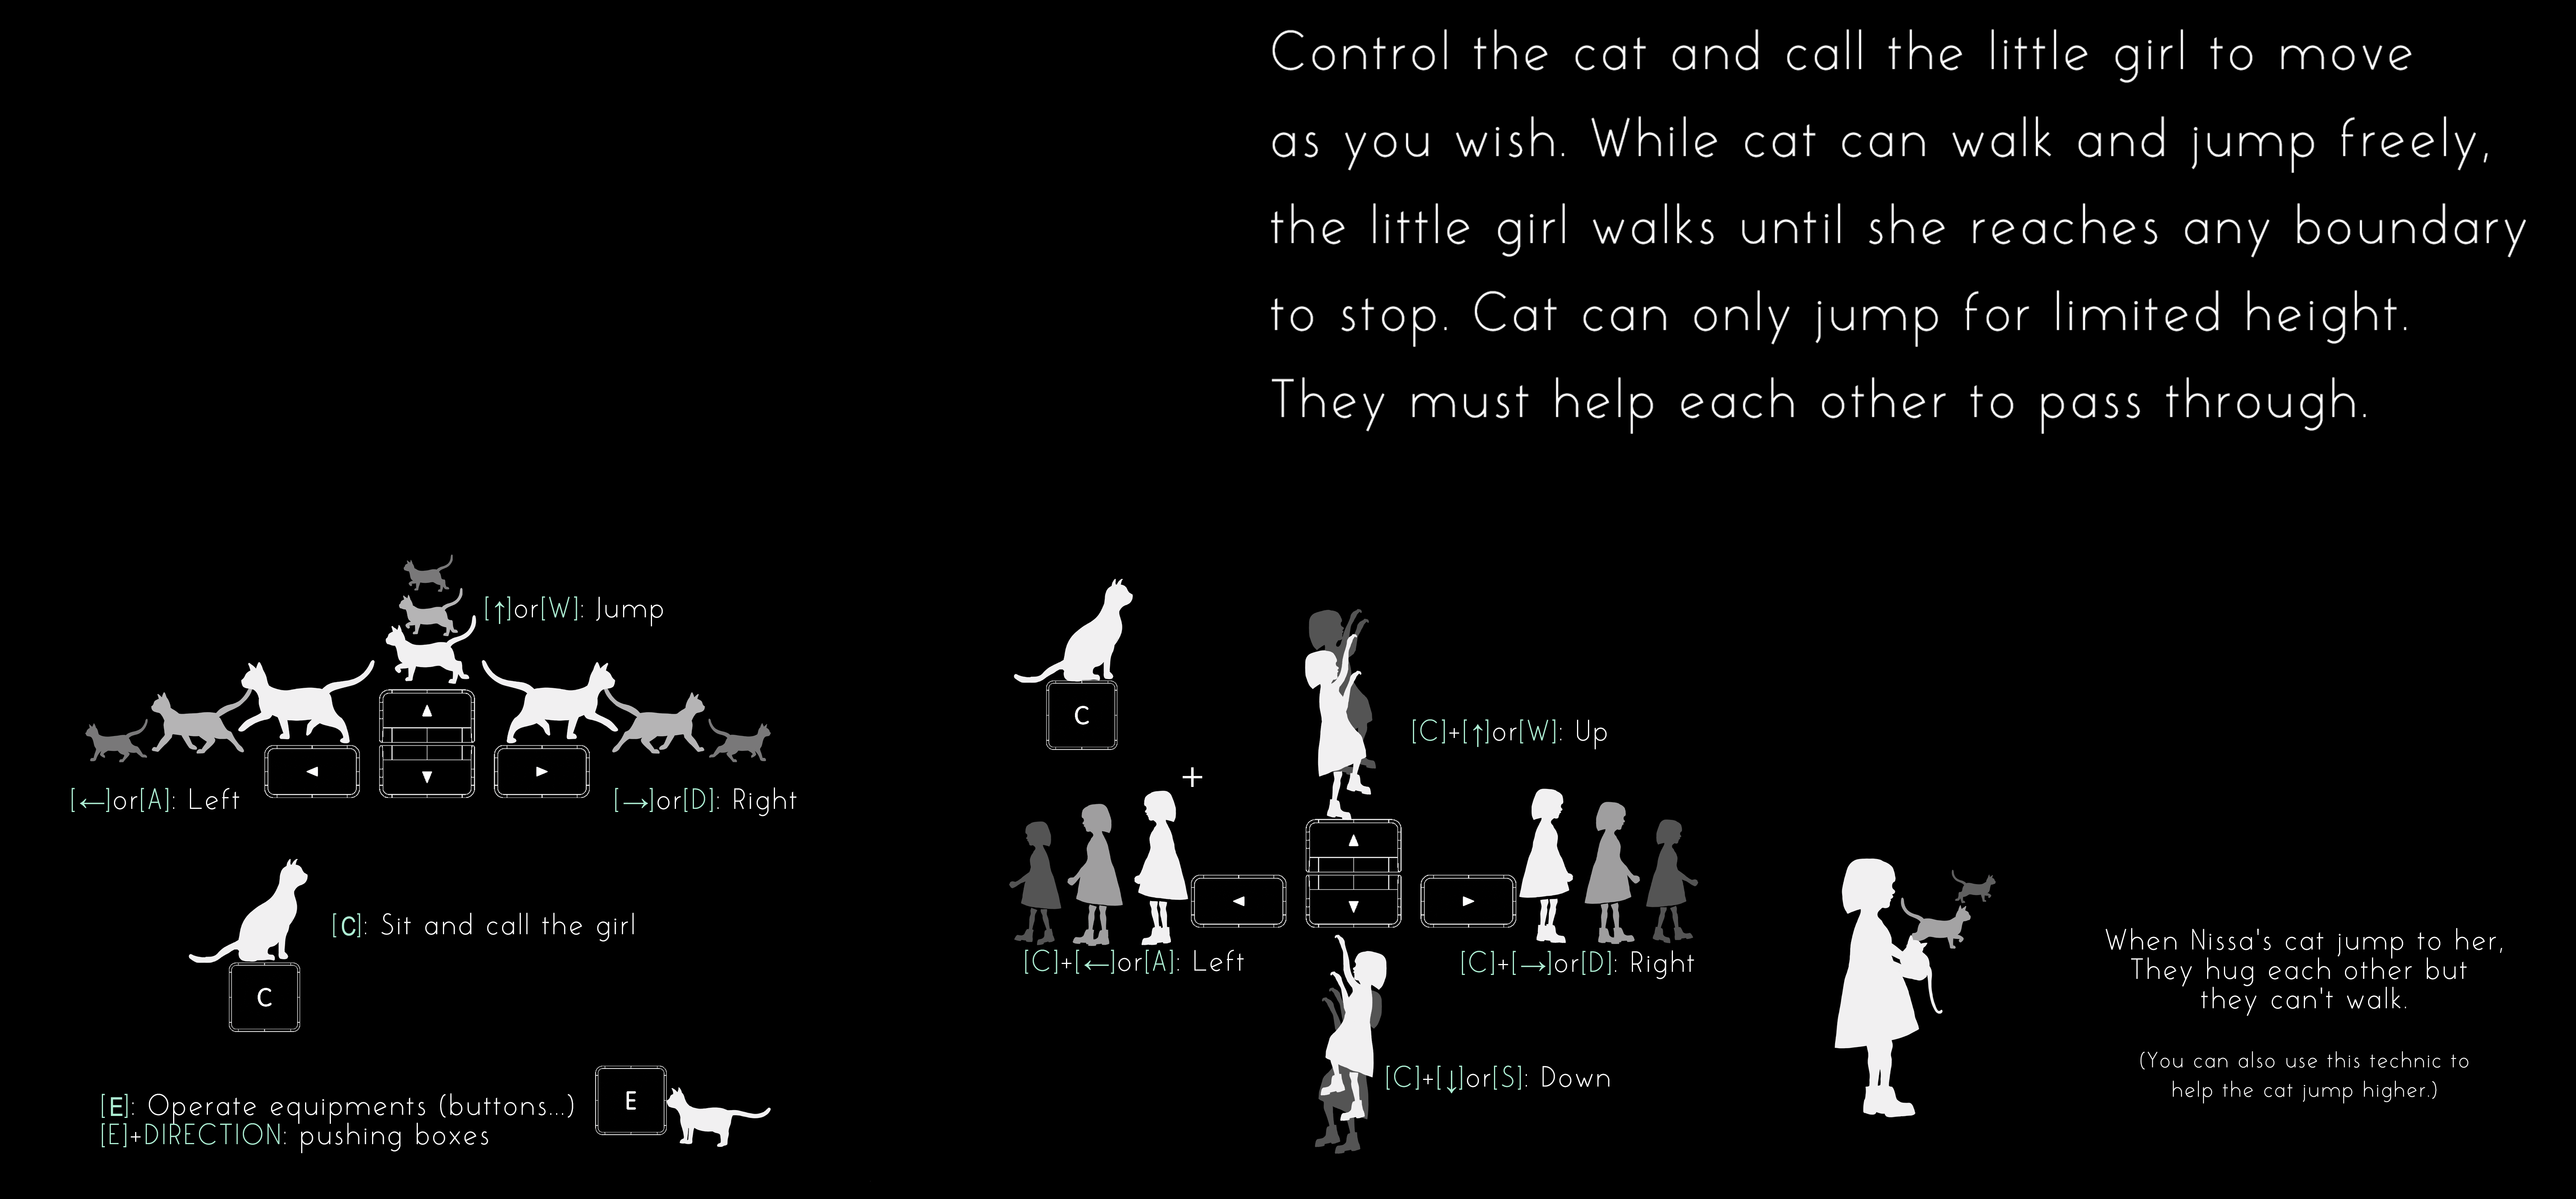 Control the cat and call the little girl to move
as you wish. While cat can walk and jump freely,
the little girl walks until she reaches any boundary
to stop. Cat can only jump for limited height.
They must help each other to pass through.
[↑]or[W]: Jump
[←]or[A]: Left
[→]or[D]: Right
[C]: Sit and call the girl
C
[E]: Operate equipments (buttons...)
[E]+DIRECTION: pushing boxes
E
C
+
[C]+[↑]or[W]: Up
[C]+[←]or[A]: Left
[C]+[→]or[D]: Right
[C]+[↓]or[S]: Down
When Nissa's cat jump to her,
They hug each other but
they can't walk.
(You can also use this technic to
help the cat jump higher.)